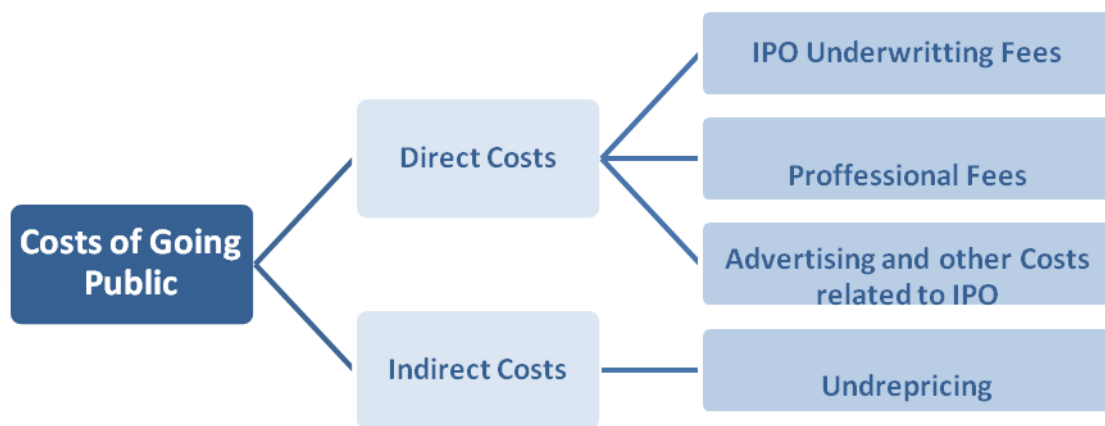 IPO Underwritting Fees
Direct Costs
Proffessional Fees
Costs of Going
Public
Advertising and other Costs
related to IPO
Indirect Costs
Undrepricing